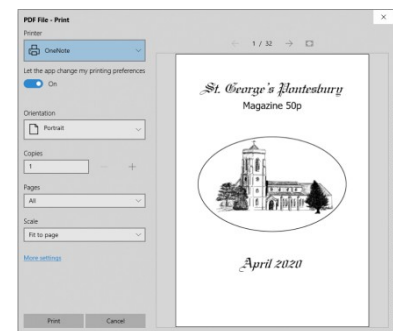 PDF File - Print
Printer
OneNote
Let the app change my printing preferences
On
Orientation
Portrait
Copies
1
Pages
All
Scale
Fit to page
More settings
Print
Cancel
1 / 32
St. George's Pontesbury
Magazine 50p
April 2020